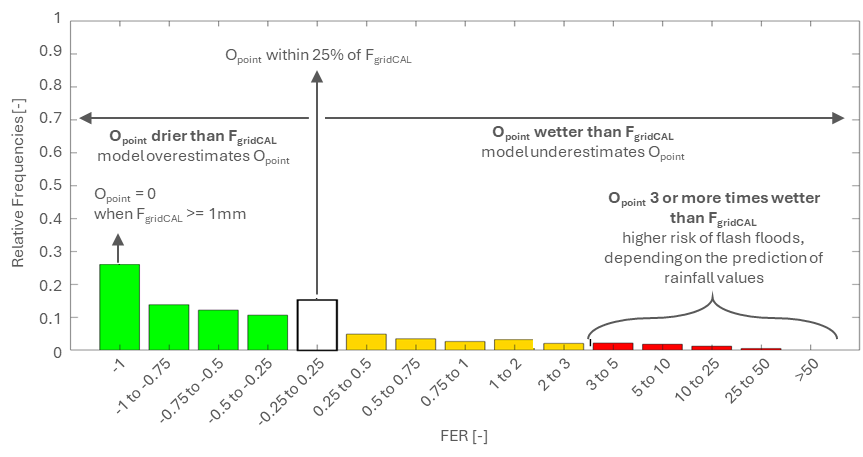 1
0.9
0.8
0.7
0.6
0.5
0.4
0.3
0.2
0.1
0
Relative Frequencies [-]
Opoint within 25% of FgridCAL
Opoint drier than FgridCAL
model overestimates Opoint
Opoint wetter than FgridCAL
model underestimates Opoint
Opoint = 0
when FgridCAL >= 1mm
Opoint 3 or more times wetter
than FgridCAL
higher risk of flash floods,
depending on the prediction of
rainfall values
-1
-1 to -0.75
-0.75 to -0.5
-0.5 to -0.25
-0.25 to 0.25
0.25 to 0.5
0.5 to 0.75
0.75 to 1
1 to 2
2 to 3
3 to 5
5 to 10
10 to 25
25 to 50
>50
FER [-]